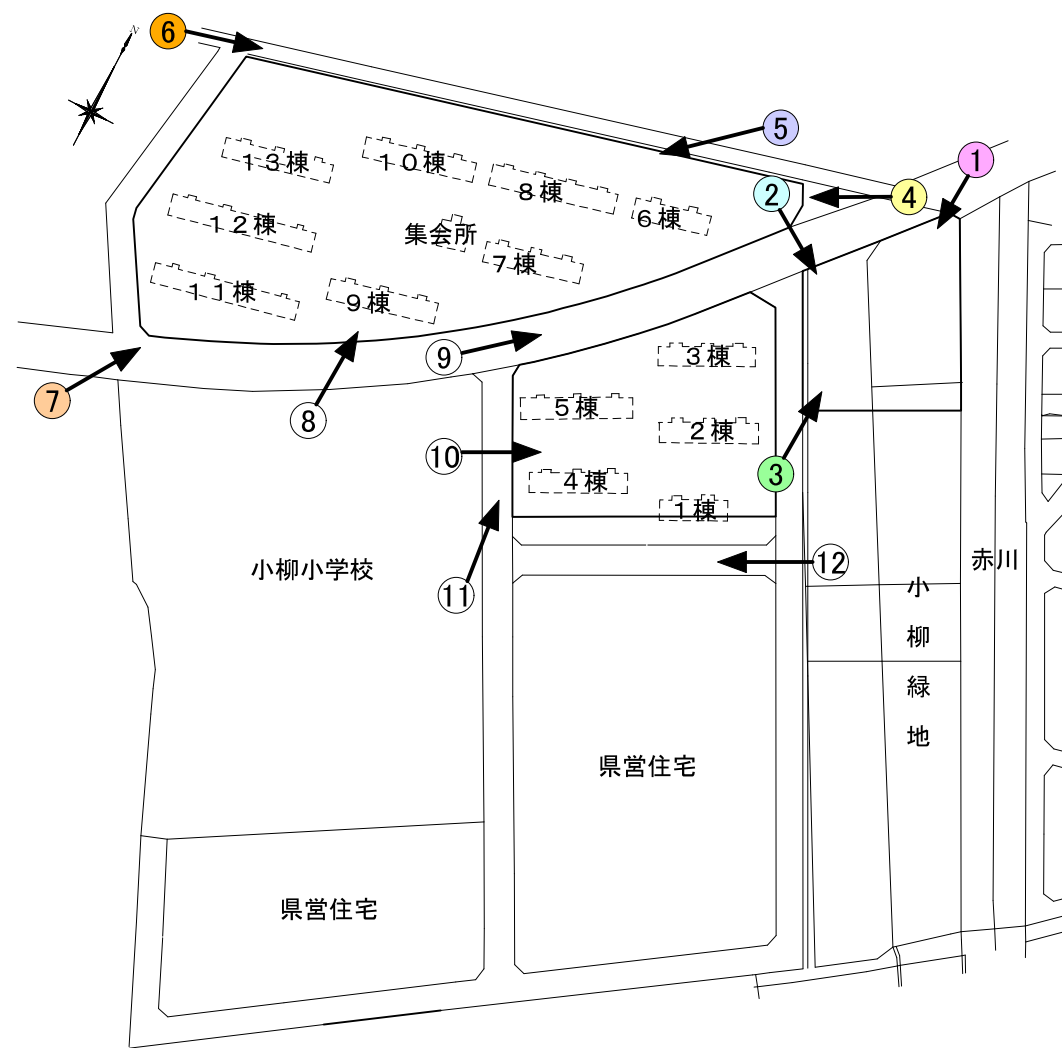 N
⑥
⑤
①
②
④
13棟
10棟
8棟
6棟
12棟
集会所
7棟
11棟
9棟
⑨
3棟
⑦
⑧
5棟
2棟
⑩
4棟
③
1棟
小柳小学校
⑫
赤川
⑪
小柳緑地
県営住宅
県営住宅